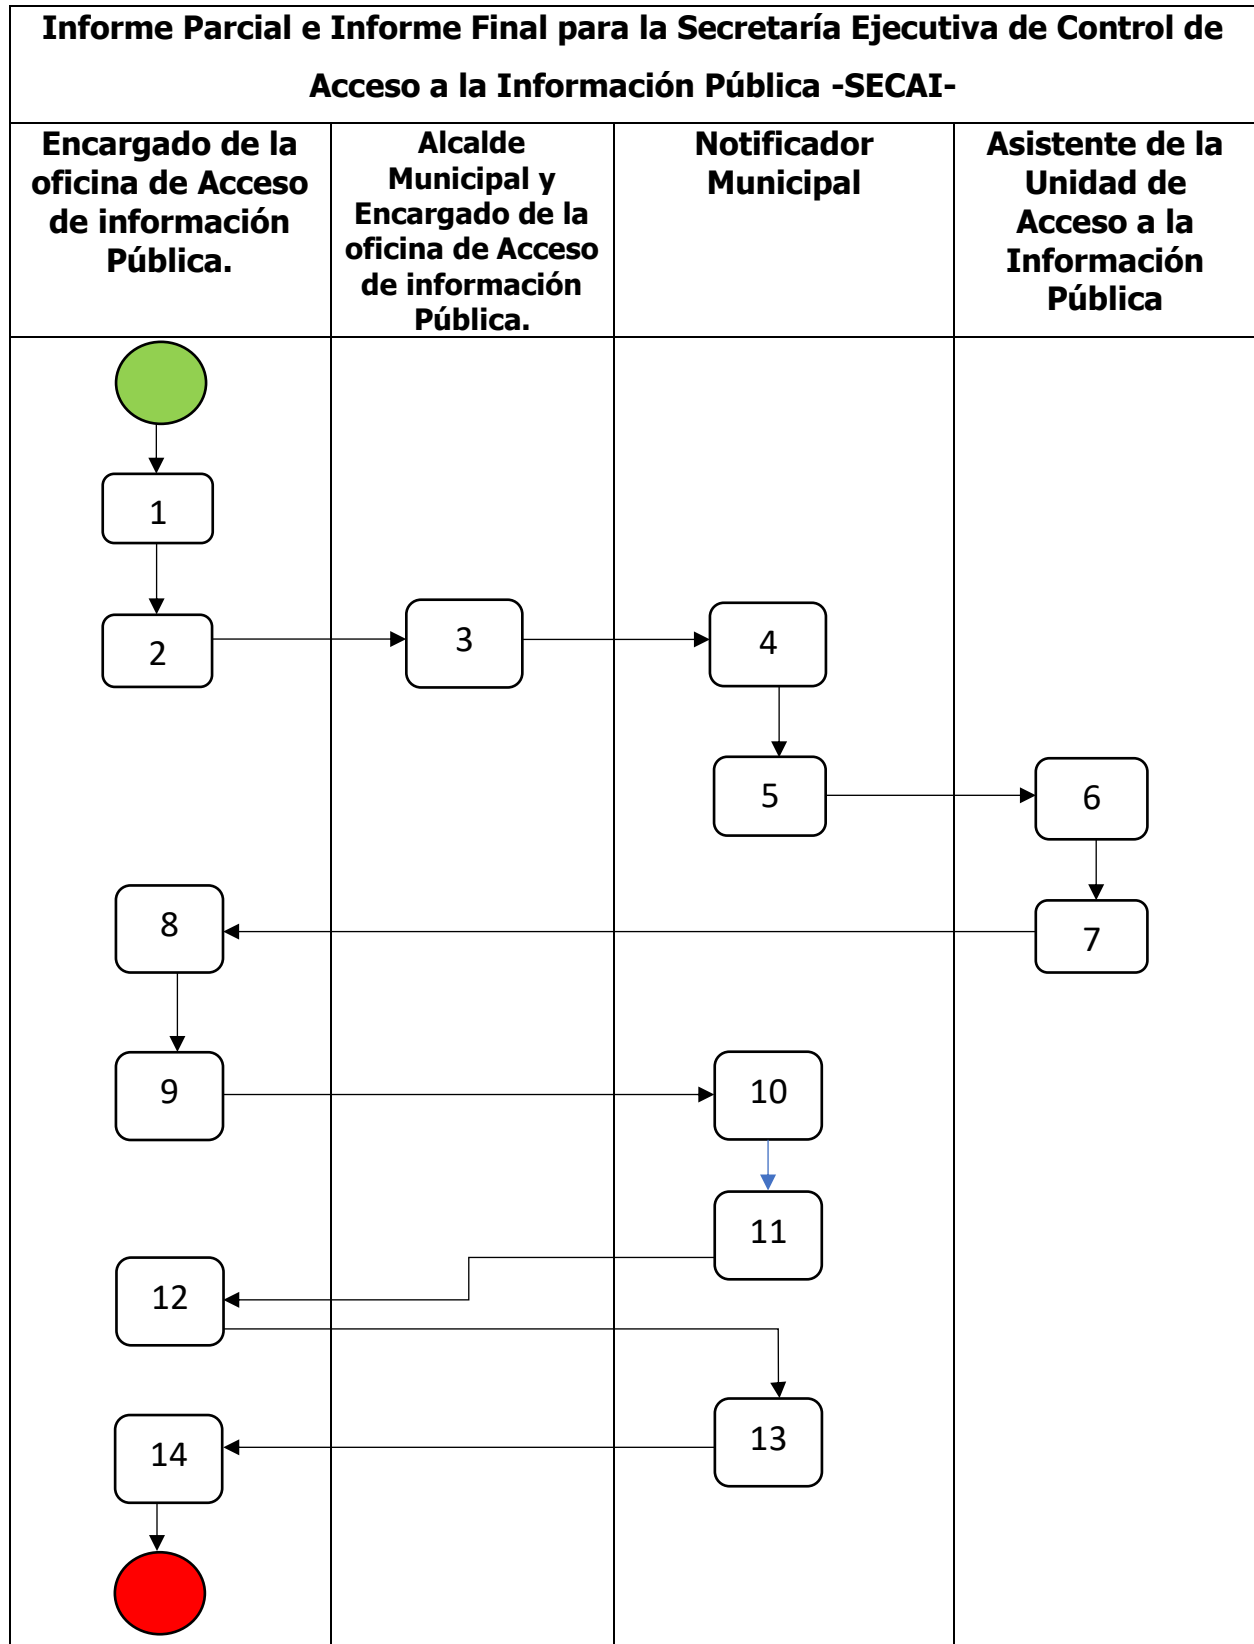 Informe Parcial e Informe Final para la Secretaría Ejecutiva de Control de
Acceso a la Información Pública -SECAI-
Encargado de la
oficina de Acceso
de información
Pública.
Alcalde
Municipal y
Encargado de la
oficina de Acceso
de información
Pública.
Notificador
Municipal
Asistente de la
Unidad de
Acceso a la
Información
Pública
1
2
3
4
5
6
7
8
9
10
11
12
13
14